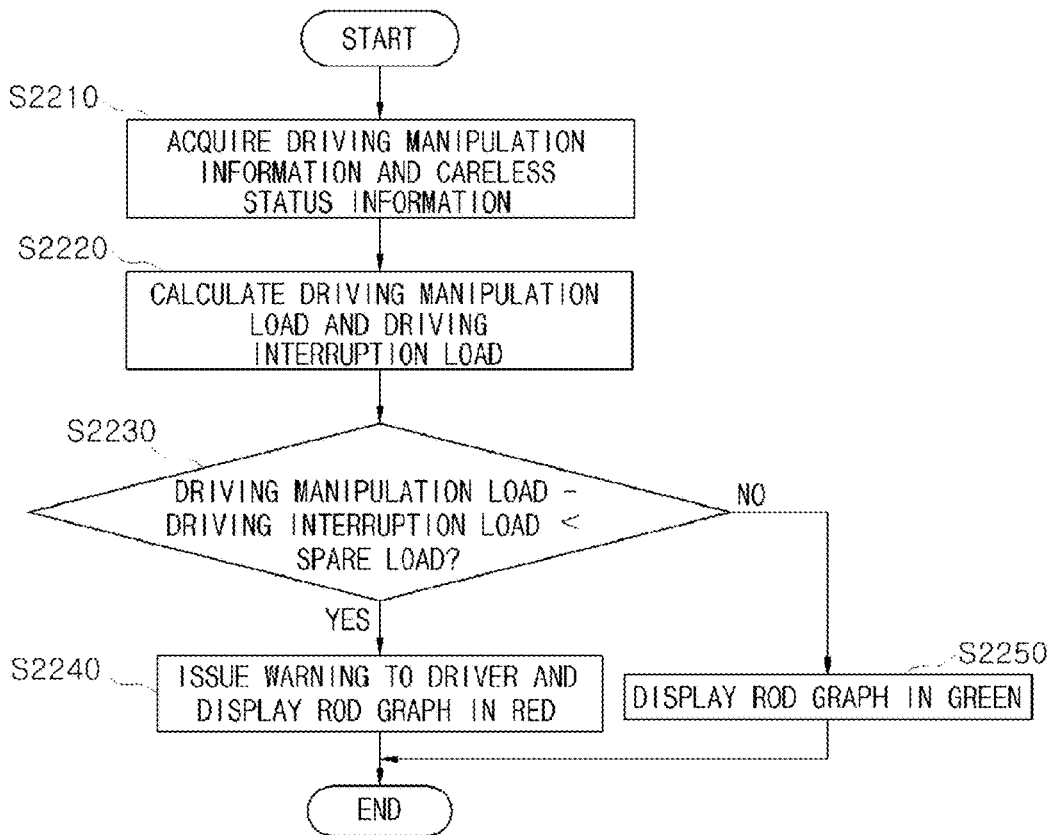 START
S2210
ACQUIRE DRIVING MANIPULATION
INFORMATION AND CARELESS
STATUS INFORMATION
S2220
CALCULATE DRIVING MANIPULATION
LOAD AND DRIVING
INTERRUPTION LOAD
S2230
DRIVING MANIPULATION LOAD -
DRIVING INTERRUPTION LOAD <
SPARE LOAD?
NO
YES
S2240
ISSUE WARNING TO DRIVER AND
DISPLAY ROD GRAPH IN RED
S2250
DISPLAY ROD GRAPH IN GREEN
END